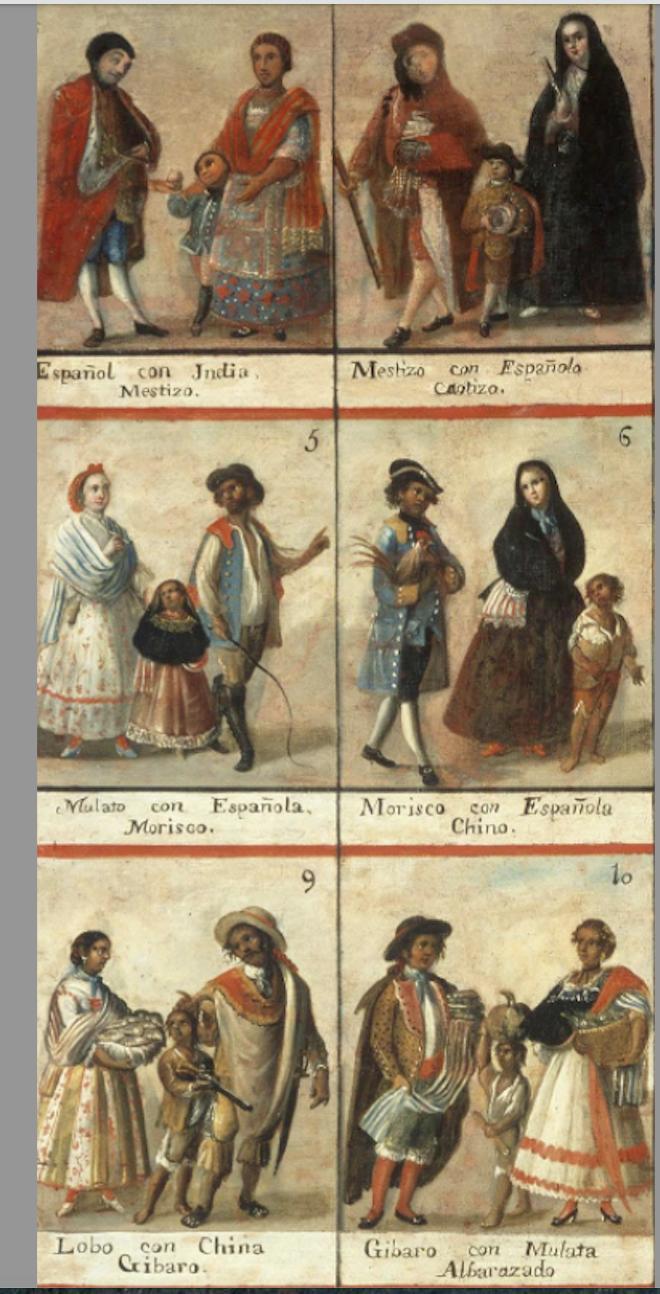 Español con India.
Mestizo.
Mestizo con Española
Castizo.
5
6
Mulato con Española.
Morisco.
Morisco con Española
Chino.
9
10
Lobo con China
Gibaro.
Gibaro con Mulata
Albarazado